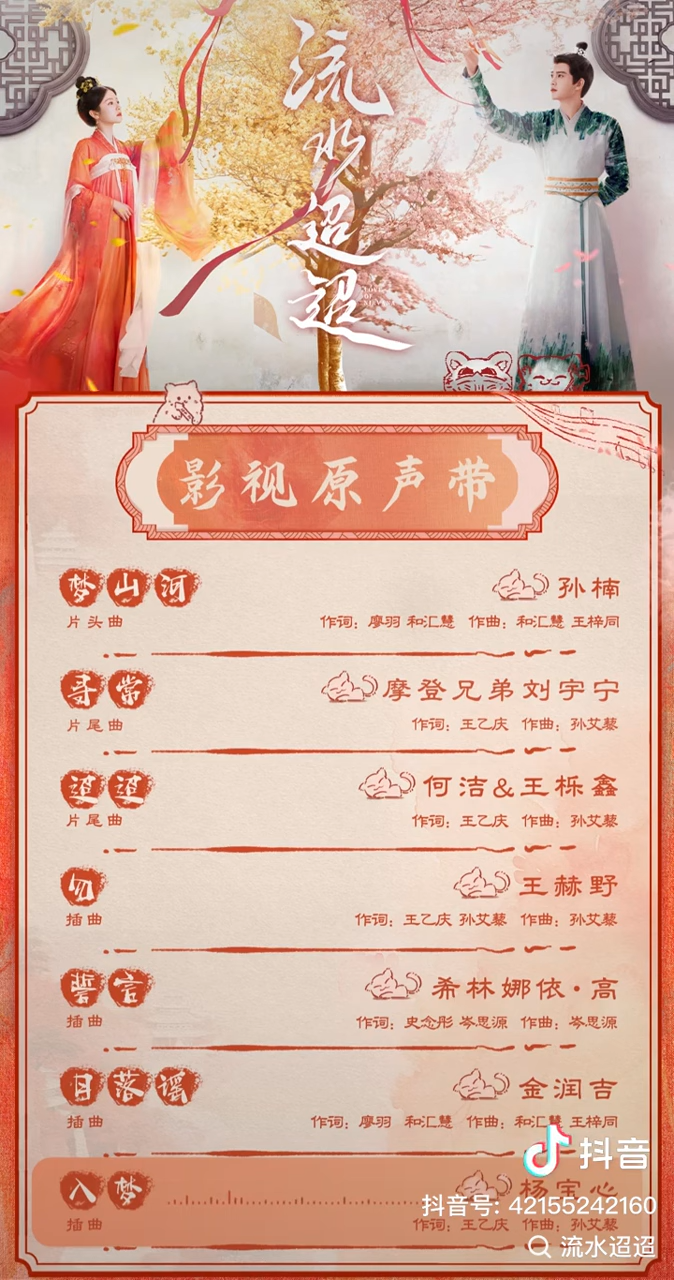 流水迢迢
影视原声带
梦山河 孙楠
片头曲 作词：廖羽 和汇慧 作曲：和汇慧 王梓同
寻常 摩登兄弟刘宇宁
片尾曲 作词：王乙庆 作曲：孙艾藜
迢迢 何洁&王栎鑫
片尾曲 作词：王乙庆 作曲：孙艾藜
勿 王赫野
插曲 作词：王乙庆 孙艾藜 作曲：孙艾藜
誓言 希林娜依·高
插曲 作词：史念彤 岑思源 作曲：岑思源
月落谣 金润吉
插曲 作词：廖羽 和汇慧 作曲：和汇慧 王梓同
入梦 杨宝心
插曲 作词：王乙庆 作曲：孙艾藜
抖音
抖音号: 42155242160
流水迢迢